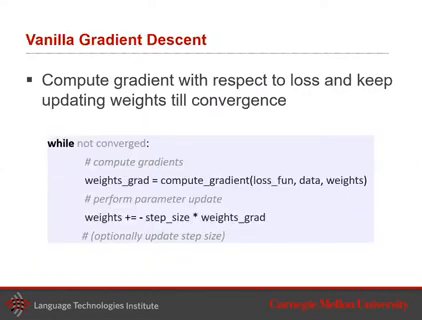 Vanilla Gradient Descent
▪ Compute gradient with respect to loss and keep
updating weights till convergence
while not converged:
# compute gradients
weights_grad = compute_gradient(loss_fun, data, weights)
# perform parameter update
weights += - step_size * weights_grad
# (optionally update step size)
Language Technologies Institute
Carnegie Mellon University